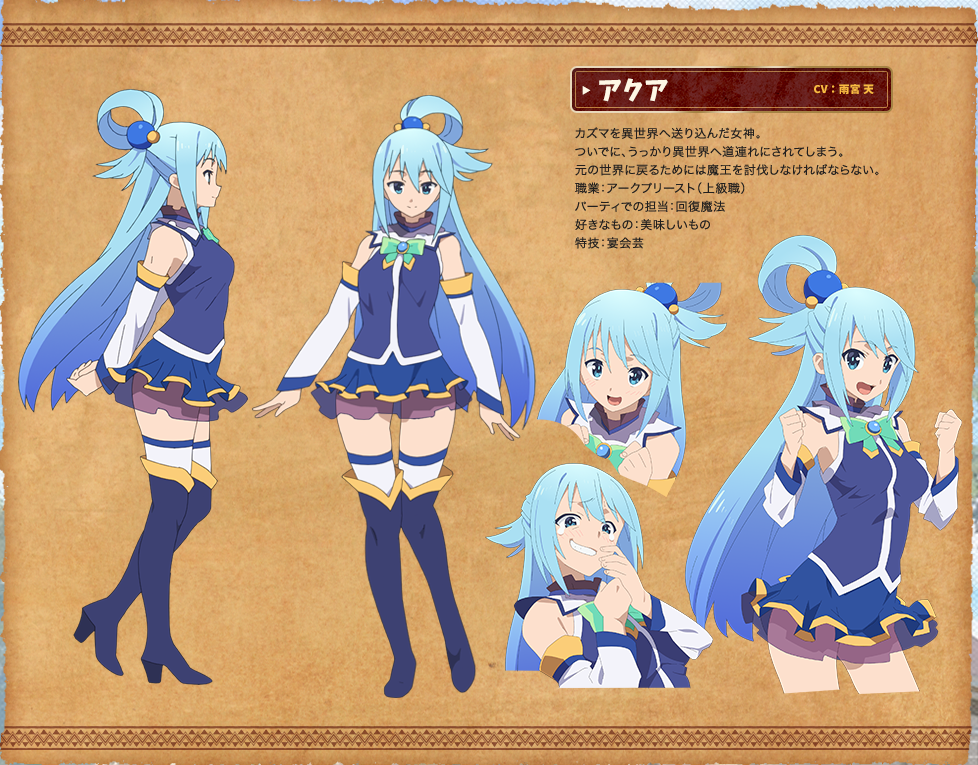 アクア
CV：雨宮 天
カズマを異世界へ送り込んだ女神。
ついでに、うっかり異世界へ道連れにされてしまう。
元の世界に戻るためには魔王を討伐しなければならない。
職業：アークプリースト（上級職）
パーティでの担当：回復魔法
好きなもの：美味しいもの
特技：宴会芸